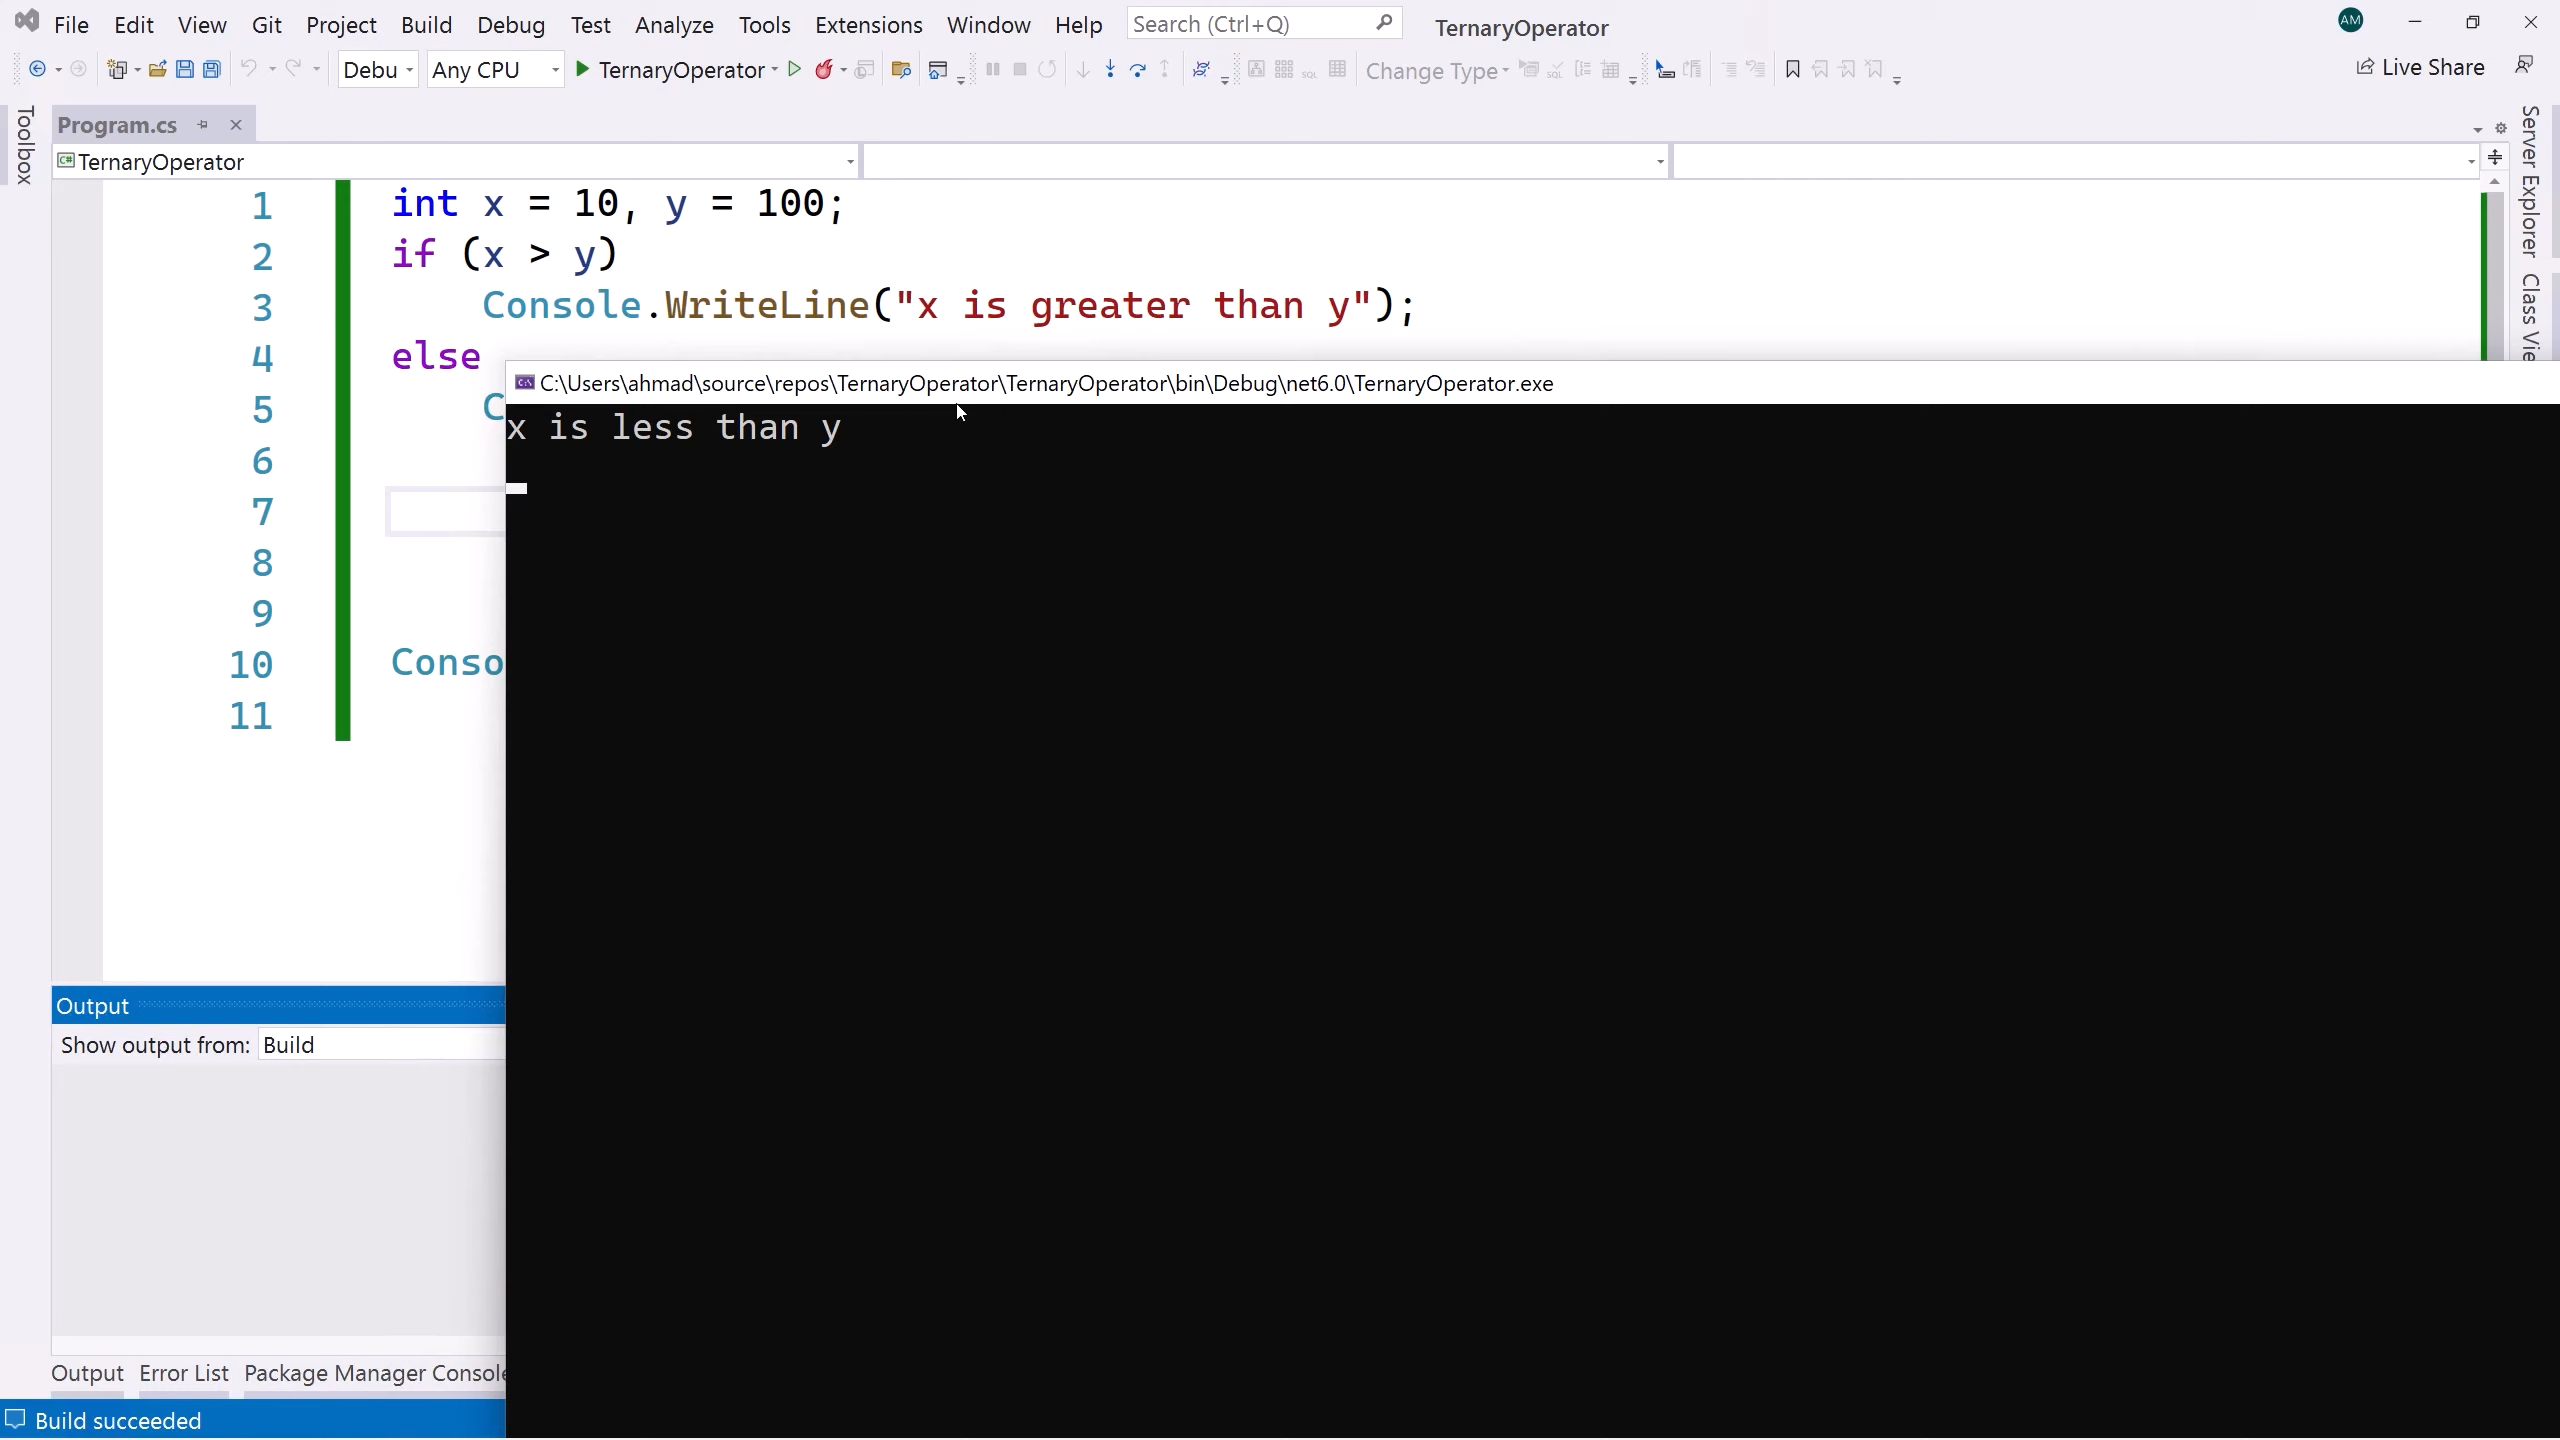 File Edit View Git Project Build Debug Test Analyze Tools Extensions Window Help Search (Ctrl+Q) TernaryOperator AM
Debu Any CPU TernaryOperator Change Type Live Share
Toolbox
Program.cs
TernaryOperator
Server Explorer
Class Vie
1 int x = 10, y = 100;
2 if (x > y)
3 Console.WriteLine("x is greater than y");
4 else
5 C
6
7
8
9
10 Conso
11
C:\Users\ahmad\source\repos\TernaryOperator\TernaryOperator\bin\Debug\net6.0\TernaryOperator.exe
x is less than y
Output
Show output from: Build
Output Error List Package Manager Console
Build succeeded